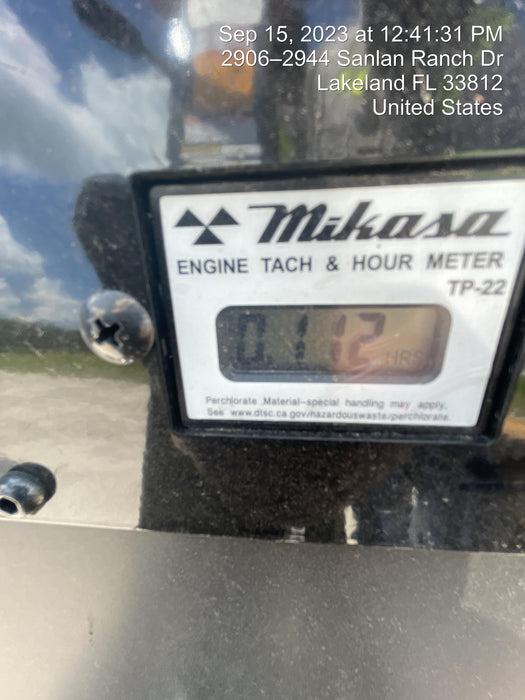 Sep 15, 2023 at 12:41:31 PM
2906–2944 Sanlan Ranch Dr
Lakeland FL 33812
United States
Mikasa
ENGINE TACH & HOUR METER
TP-22
HRS
Perchlorate Material-special handling may apply,
See www.dtsc.ca.gov/hazardouswaste/perchlorate.